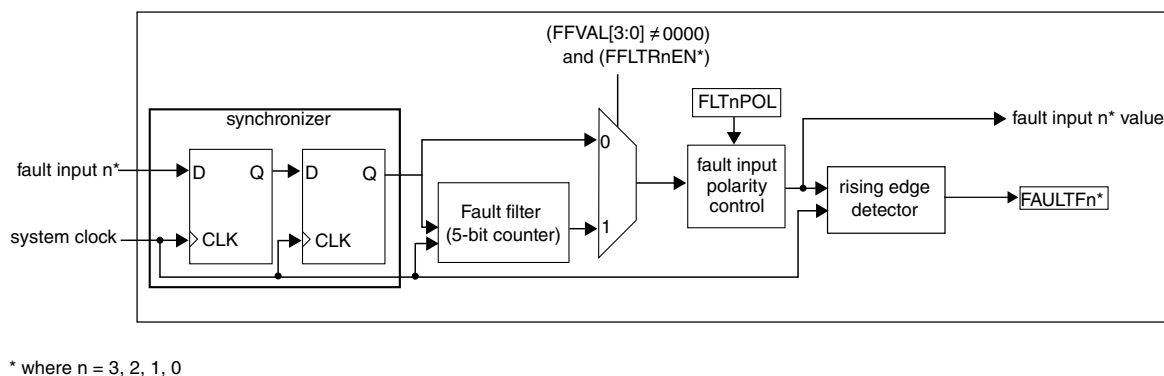 (FFVAL[3:0] ≠ 0000)
and (FFLTRnEN*)
FLTnPOL
synchronizer
fault input n* value
0
fault input n*
D Q D Q
fault input
polarity
control
rising edge
detector
FAULTFn*
Fault filter
(5-bit counter)
1
system clock
CLK CLK
* where n = 3, 2, 1, 0